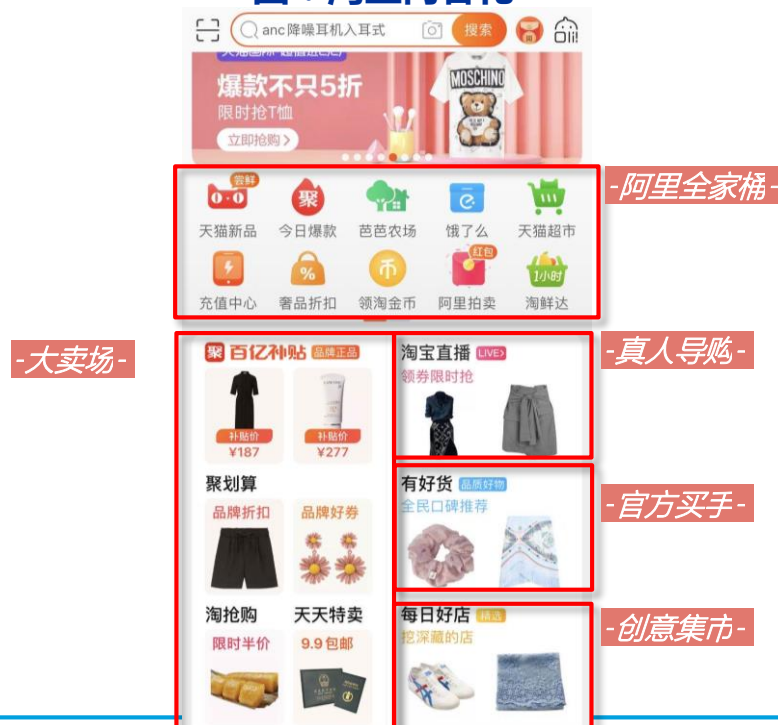 anc降噪耳机入耳式
搜索
爆款不只5折
限时抢T恤
立即抢购>
MOSCHINO
-阿里全家桶-
尝鲜
聚
天猫新品 今日爆款 芭芭农场 饿了么 天猫超市
红包
1小时
充值中心 奢品折扣 领淘金币 阿里拍卖 淘鲜达
-大卖场-
聚 百亿补贴 品牌正品
补贴价 补贴价
¥187 ¥277
聚划算
品牌折扣 品牌好券
淘抢购 天天特卖
限时半价 9.9包邮
淘宝直播 LIVE
领券限时抢
-真人导购-
有好货 品质好物
全民口碑推荐
-官方买手-
每日好店 精选
挖深藏的店
-创意集市-